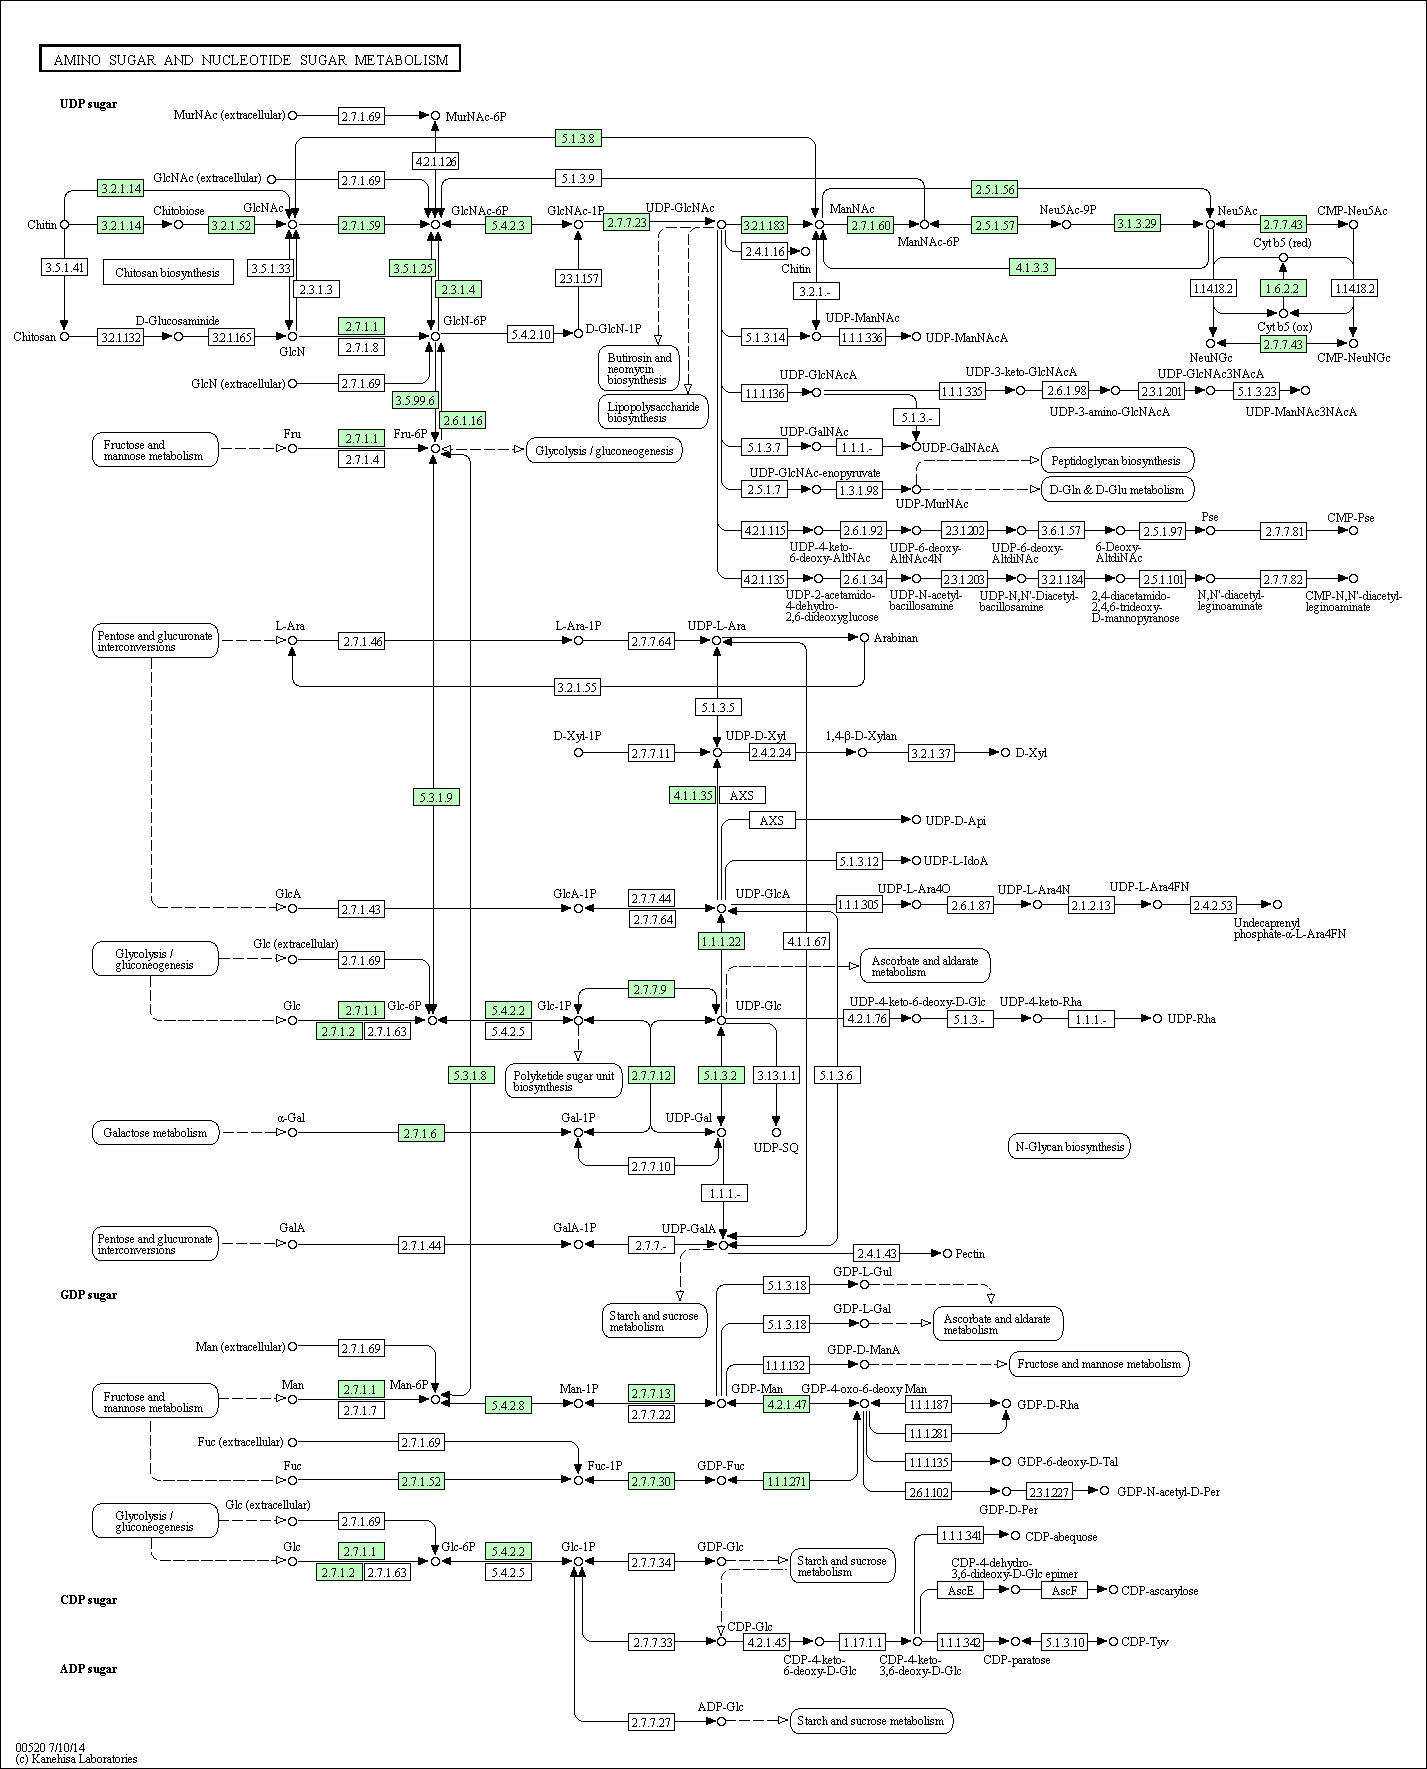 AMINO SUGAR AND NUCLEOTIDE SUGAR METABOLISM
UDP sugar
MurNAc (extracellular)
2.7.1.69
MurNAc-6P
5.1.3.8
4.2.1.126
GlcNAc (extracellular)
2.7.1.69
5.1.3.9
3.2.1.14
2.5.1.56
Chitin
3.2.1.14
Chitobiose
3.2.1.52
GlcNAc
2.7.1.59
GlcNAc-6P
5.4.2.3
GlcNAc-1P
2.7.7.23
UDP-GlcNAc
3.2.1.183
ManNAc
2.7.1.60
ManNAc-6P
2.5.1.57
Neu5Ac-9P
3.1.3.29
Neu5Ac
2.7.7.43
CMP-Neu5Ac
2.4.1.16
Chitin
Cyt b5 (red)
3.5.1.41
Chitosan biosynthesis
3.5.1.33
2.3.1.3
3.5.1.25
2.3.1.4
2.3.1.157
3.2.1.-
4.1.3.3
1.14.18.2
1.6.2.2
1.14.18.2
Cyt b5 (ox)
Chitosan
3.2.1.132
D-Glucosaminide
3.2.1.165
GlcN
2.7.1.1
2.7.1.8
GlcN-6P
5.4.2.10
D-GlcN-1P
5.1.3.14
UDP-ManNAc
1.1.1.336
UDP-ManNAcA
NeuNGc
2.7.7.43
CMP-NeuNGc
Butirosin and
neomycin
biosynthesis
Lipopolysaccharide
biosynthesis
GlcN (extracellular)
2.7.1.69
3.5.99.6
2.6.1.16
1.1.1.136
UDP-GlcNAcA
1.1.1.335
UDP-3-keto-GlcNAcA
2.6.1.98
UDP-3-amino-GlcNAcA
2.3.1.201
UDP-GlcNAc3NAcA
5.1.3.23
UDP-ManNAc3NAcA
5.1.3.-
Fructose and
mannose metabolism
Fru
2.7.1.1
2.7.1.4
Fru-6P
Glycolysis / gluconeogenesis
5.1.3.7
UDP-GalNAc
1.1.1.-
UDP-GalNAcA
Peptidoglycan biosynthesis
UDP-GlcNAc-enopyruvate
2.5.1.7
1.3.1.98
UDP-MurNAc
D-Gln & D-Glu metabolism
4.2.1.115
UDP-4-keto-
6-deoxy-AltNAc
2.6.1.92
UDP-6-deoxy-
AltNAc4N
2.3.1.202
UDP-6-deoxy-
AltdiNAc
3.6.1.57
6-Deoxy-
AltdiNAc
2.5.1.97
Pse
2.7.7.81
CMP-Pse
4.2.1.135
UDP-2-acetamido-
4-dehydro-
2,6-dideoxyglucose
2.6.1.34
UDP-N-acetyl-
bacillosamine
2.3.1.203
UDP-N,N'-Diacetyl-
bacillosamine
3.2.1.184
2,4-diacetamido-
2,4,6-trideoxy-
D-mannopyranose
2.5.1.101
N,N'-diacetyl-
leginoaminate
2.7.7.82
CMP-N,N'-diacetyl-
leginoaminate
Pentose and glucuronate
interconversions
L-Ara
2.7.1.46
L-Ara-1P
2.7.7.64
UDP-L-Ara
Arabinan
3.2.1.55
5.1.3.5
D-Xyl-1P
2.7.7.11
UDP-D-Xyl
2.4.2.24
1,4-β-D-Xylan
3.2.1.37
D-Xyl
5.3.1.9
4.1.1.35
AXS
AXS
UDP-D-Api
5.1.3.12
UDP-L-IdoA
GlcA
2.7.1.43
GlcA-1P
2.7.7.44
2.7.7.64
UDP-GlcA
1.1.1.305
UDP-L-Ara4O
2.6.1.87
UDP-L-Ara4N
2.1.2.13
UDP-L-Ara4FN
2.4.2.53
Undecaprenyl
phosphate-α-L-Ara4FN
1.1.1.22
4.1.1.67
Glycolysis /
gluconeogenesis
Glc (extracellular)
2.7.1.69
Ascorbate and aldarate
metabolism
2.7.7.9
Glc
2.7.1.1
2.7.1.2
2.7.1.63
Glc-6P
5.4.2.2
5.4.2.5
Glc-1P
UDP-Glc
4.2.1.76
UDP-4-keto-6-deoxy-D-Glc
5.1.3.-
UDP-4-keto-Rha
1.1.1.-
UDP-Rha
5.3.1.8
Polyketide sugar unit
biosynthesis
2.7.7.12
5.1.3.2
3.13.1.1
5.1.3.6
Galactose metabolism
α-Gal
2.7.1.6
Gal-1P
UDP-Gal
UDP-SQ
N-Glycan biosynthesis
2.7.7.10
1.1.1.-
Pentose and glucuronate
interconversions
GalA
2.7.1.44
GalA-1P
2.7.7.-
UDP-GalA
2.4.1.43
Pectin
GDP sugar
Starch and sucrose
metabolism
5.1.3.18
GDP-L-Gul
5.1.3.18
GDP-L-Gal
Ascorbate and aldarate
metabolism
Man (extracellular)
2.7.1.69
1.1.1.132
GDP-D-ManA
Fructose and mannose metabolism
Fructose and
mannose metabolism
Man
2.7.1.1
2.7.1.7
Man-6P
5.4.2.8
Man-1P
2.7.7.13
2.7.7.22
GDP-Man
4.2.1.47
GDP-4-oxo-6-deoxy Man
1.1.1.187
GDP-D-Rha
1.1.1.281
Fuc (extracellular)
2.7.1.69
1.1.1.135
GDP-6-deoxy-D-Tal
Fuc
2.7.1.52
Fuc-1P
2.7.7.30
GDP-Fuc
1.1.1.271
2.6.1.102
GDP-D-Per
2.3.1.227
GDP-N-acetyl-D-Per
Glycolysis /
gluconeogenesis
Glc (extracellular)
2.7.1.69
1.1.1.341
CDP-abequose
Glc
2.7.1.1
2.7.1.2
2.7.1.63
Glc-6P
5.4.2.2
5.4.2.5
Glc-1P
2.7.7.34
GDP-Glc
Starch and sucrose
metabolism
CDP-4-dehydro-
3,6-dideoxy-D-Glc epimer
AscE
AscF
CDP-ascarylose
CDP sugar
2.7.7.33
CDP-Glc
4.2.1.45
CDP-4-keto-
6-deoxy-D-Glc
1.17.1.1
CDP-4-keto-
3,6-deoxy-D-Glc
1.1.1.342
CDP-paratose
5.1.3.10
CDP-Tyv
ADP sugar
2.7.7.27
ADP-Glc
Starch and sucrose metabolism
00520 7/10/14
(c) Kanehisa Laboratories